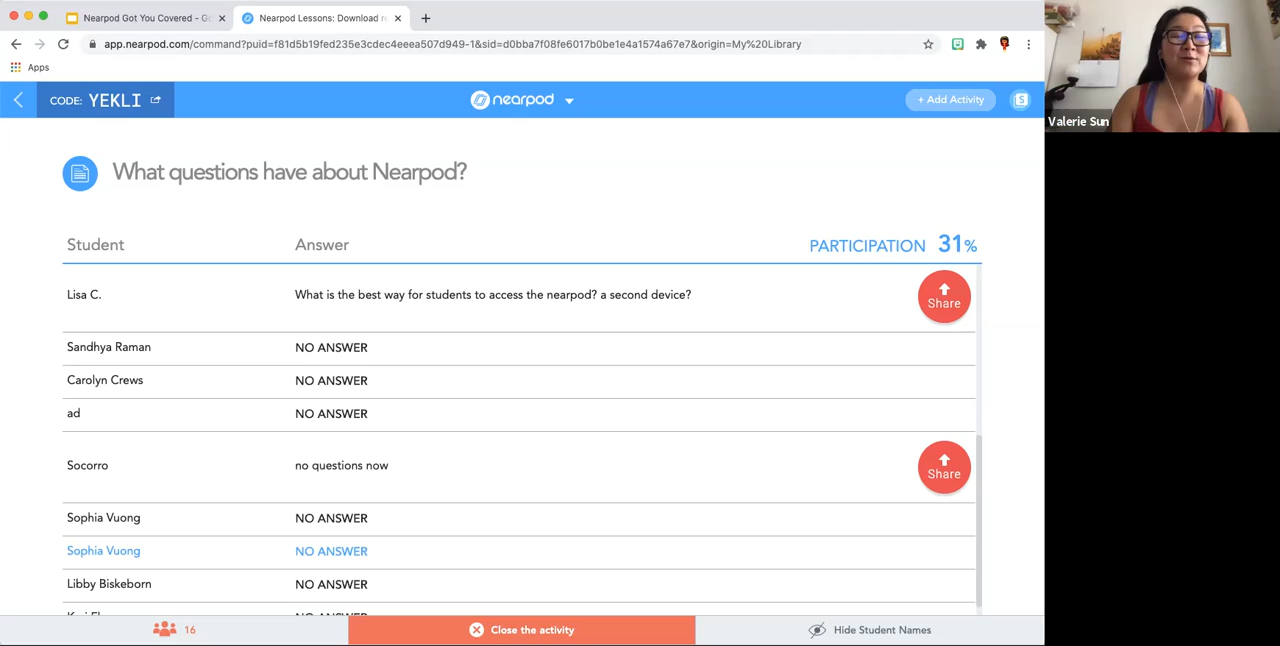 Nearpod Got You Covered - Go
Nearpod Lessons: Download re
app.nearpod.com/command?puid=f81d5b19fed235e3cdec4eeea507d949-1&sid=d0bba7f08fe6017b0be1e4a1574a67e7&origin=My%20Library
Apps
CODE: YEKLI
nearpod
+ Add Activity
S
Valerie Sun
What questions have about Nearpod?
Student Answer PARTICIPATION 31%
Lisa C. What is the best way for students to access the nearpod? a second device? Share
Sandhya Raman NO ANSWER
Carolyn Crews NO ANSWER
ad NO ANSWER
Socorro no questions now Share
Sophia Vuong NO ANSWER
Sophia Vuong NO ANSWER
Libby Biskeborn NO ANSWER
NO ANSWER
16 Close the activity Hide Student Names